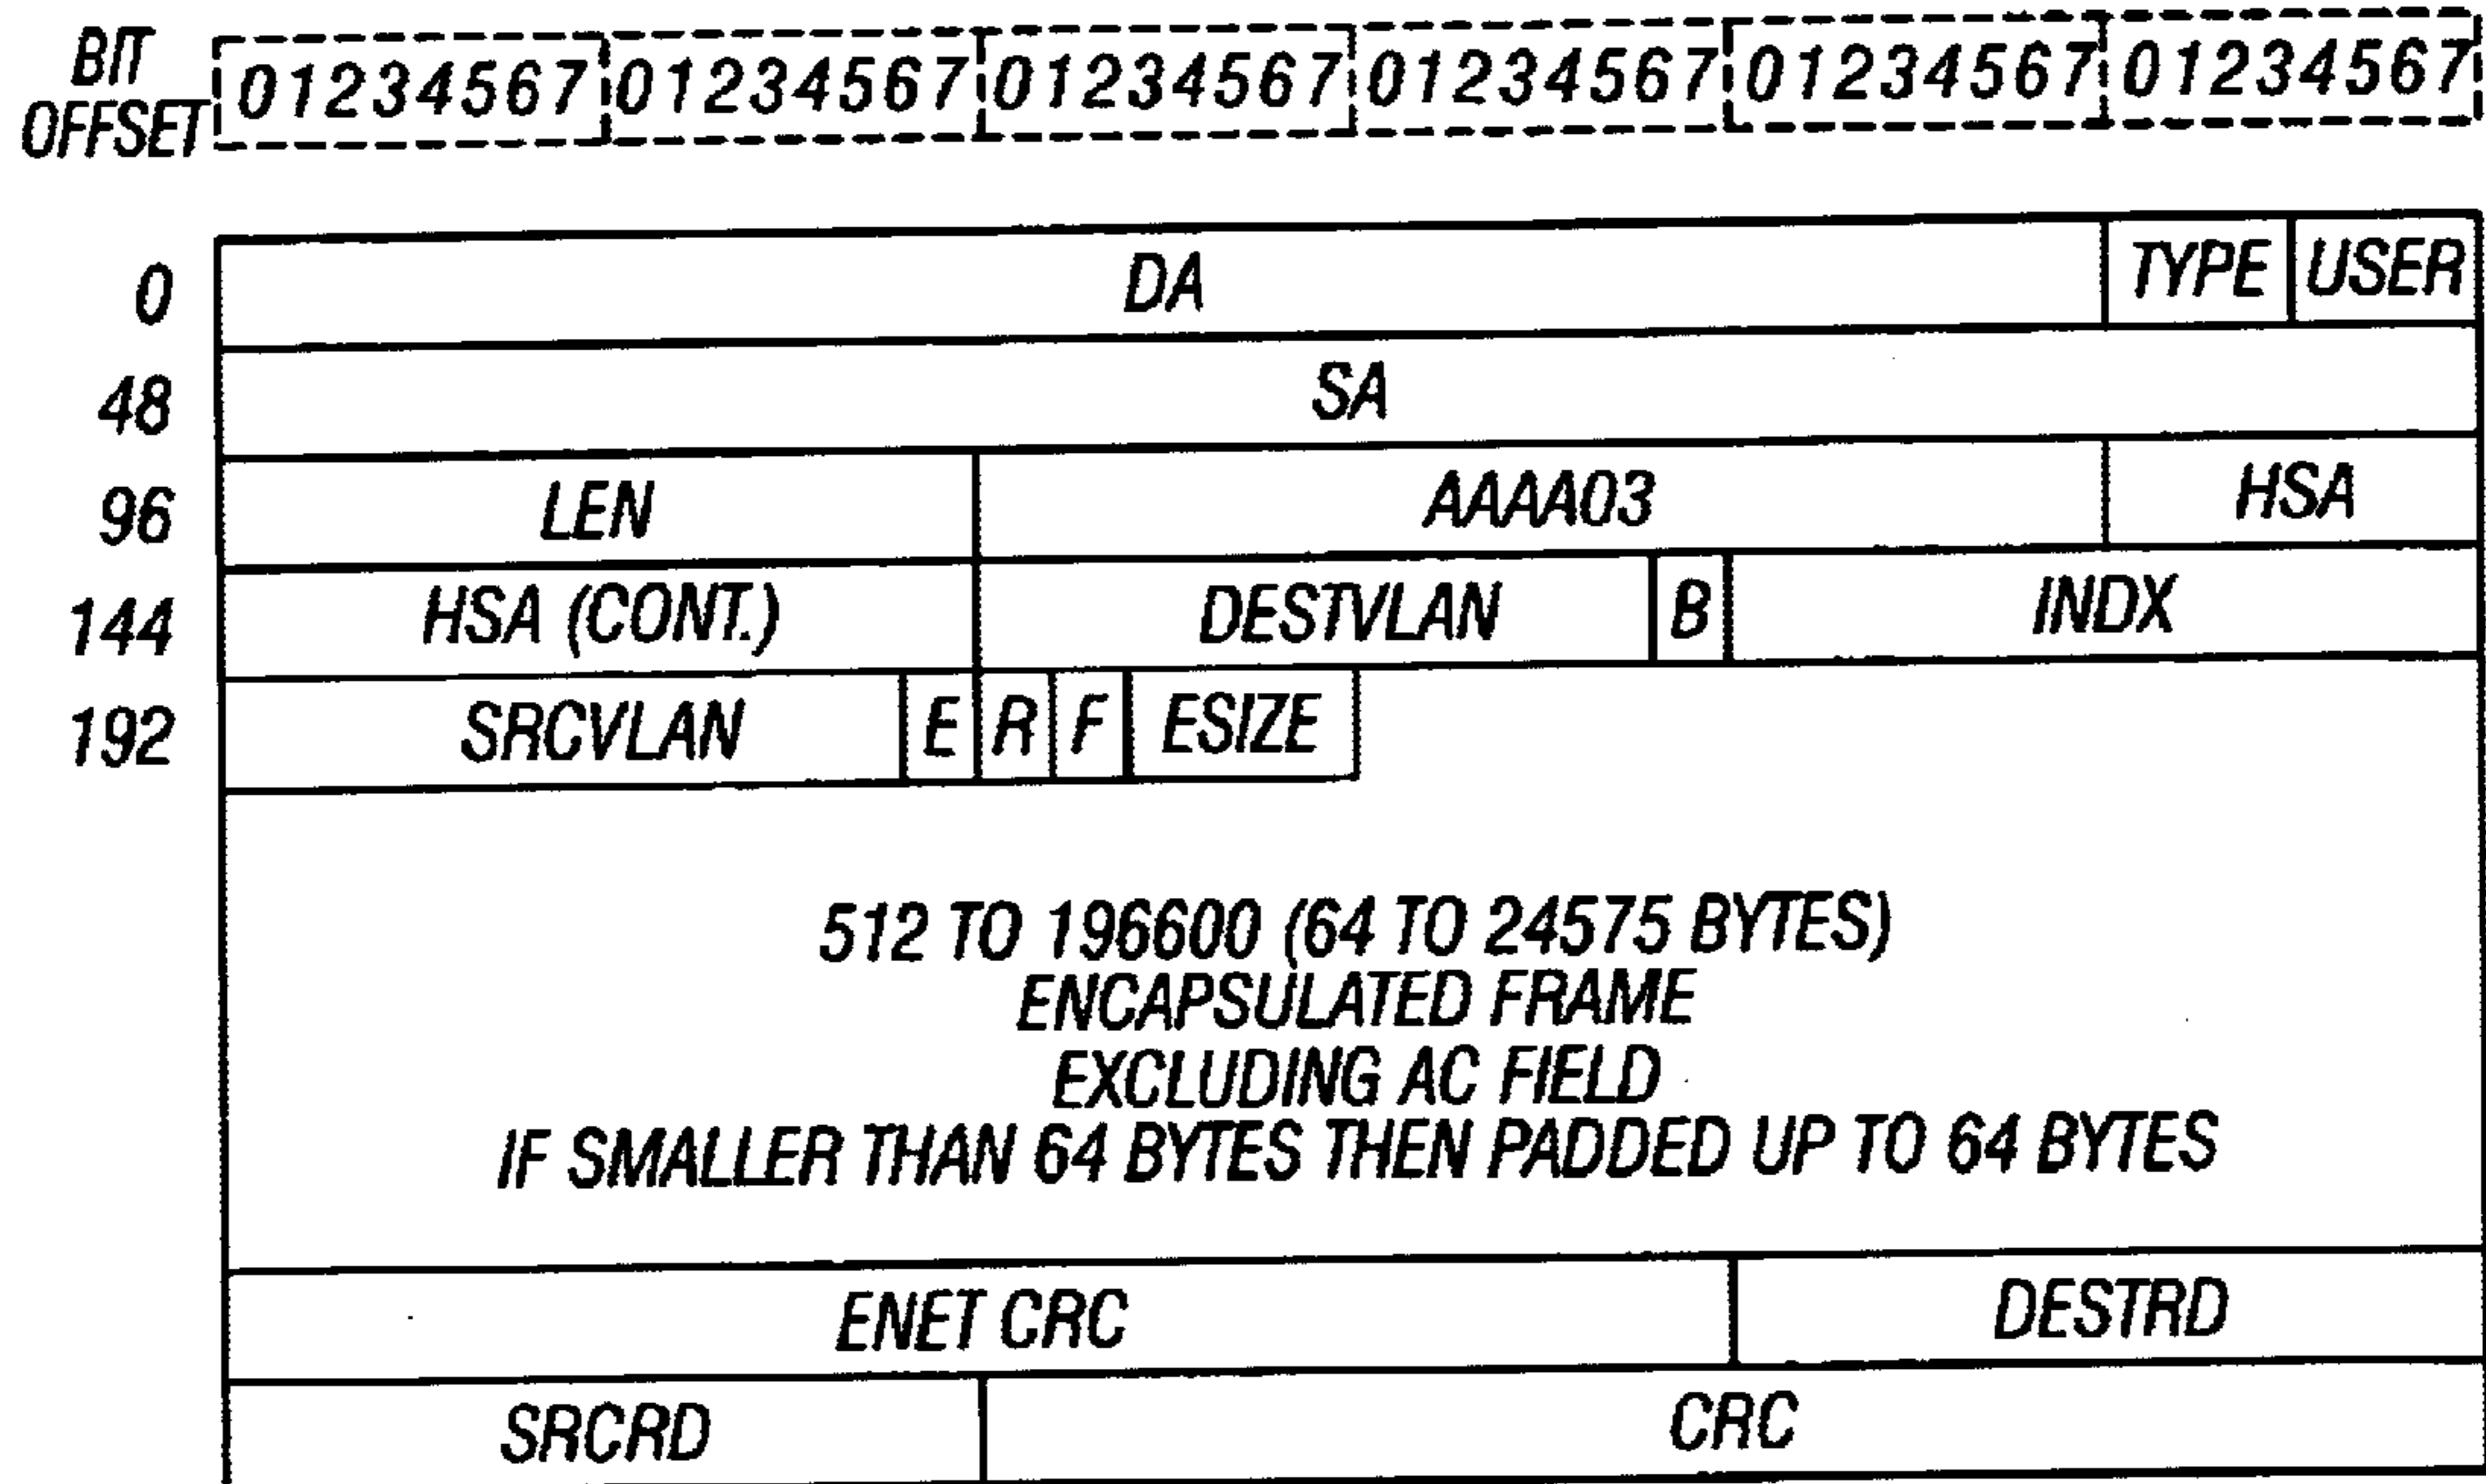 BIT
OFFSET
01234567 01234567 01234567 01234567 01234567 01234567
0 DA TYPE USER
48 SA
96 LEN AAAA03 HSA
144 HSA (CONT.) DESTVLAN B INDX
192 SRCVLAN E R F ESIZE
512 TO 196600 (64 TO 24575 BYTES)
ENCAPSULATED FRAME
EXCLUDING AC FIELD
IF SMALLER THAN 64 BYTES THEN PADDED UP TO 64 BYTES
ENET CRC DESTRD
SRCRD CRC